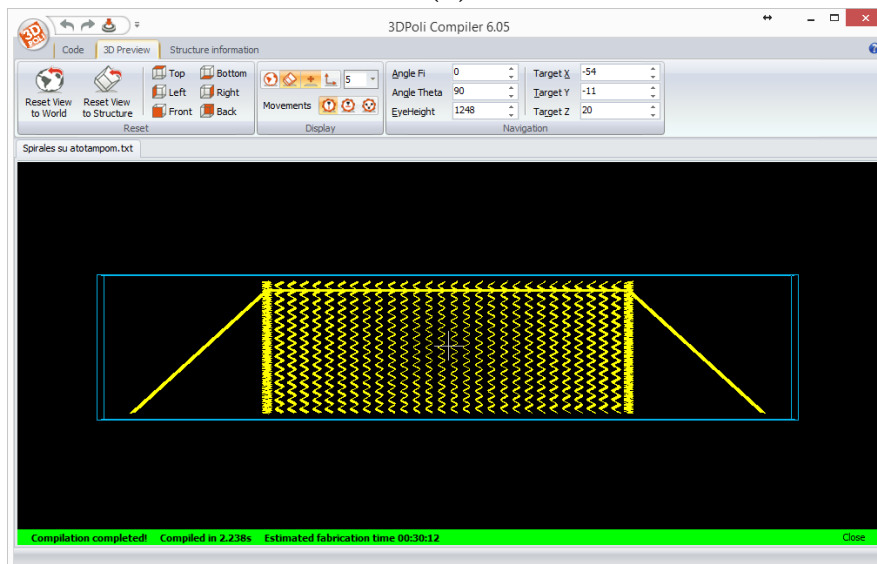 3DPoli Compiler 6.05
3D Poli
Code 3D Preview Structure information
Reset View to World
Reset View to Structure
Top Bottom
Left Right
Front Back
Reset
5
Movements
Display
Angle Fi 0
Angle Theta 90
EyeHeight 1248
Target X -54
Target Y -11
Target Z 20
Navigation
Spirales su atotampom.txt
Compilation completed! Compiled in 2.238s Estimated fabrication time 00:30:12 Close